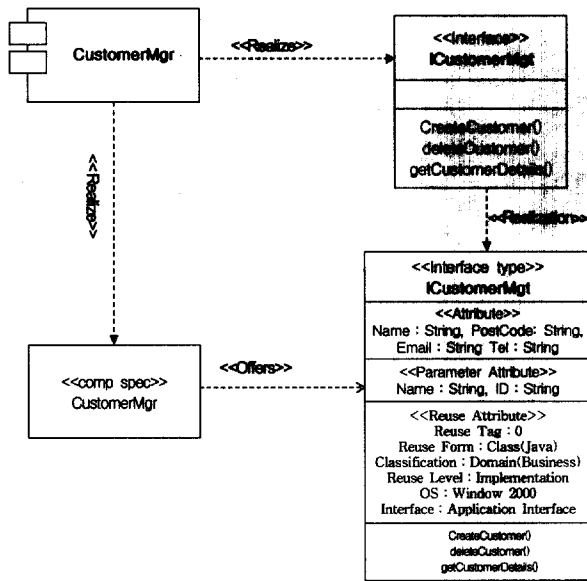 CustomerMgr
<<Realize>>
<<Interface>>
ICustomerMgt
CreateCustomer()
deleteCustomer()
getCustomerDetails()
<<Realize>>
<<Realization>>
<<Interface type>>
ICustomerMgt
<<Attribute>>
Name : String, PostCode: String,
Email : String Tel : String
<<comp spec>>
CustomerMgr
<<Offers>>
<<Parameter Attribute>>
Name : String, ID : String
<<Reuse Attribute>>
Reuse Tag : 0
Reuse Form : Class(Java)
Classification : Domain(Business)
Reuse Level : Implementation
OS : Window 2000
Interface : Application Interface
CreateCustomer()
deleteCustomer()
getCustomerDetails()